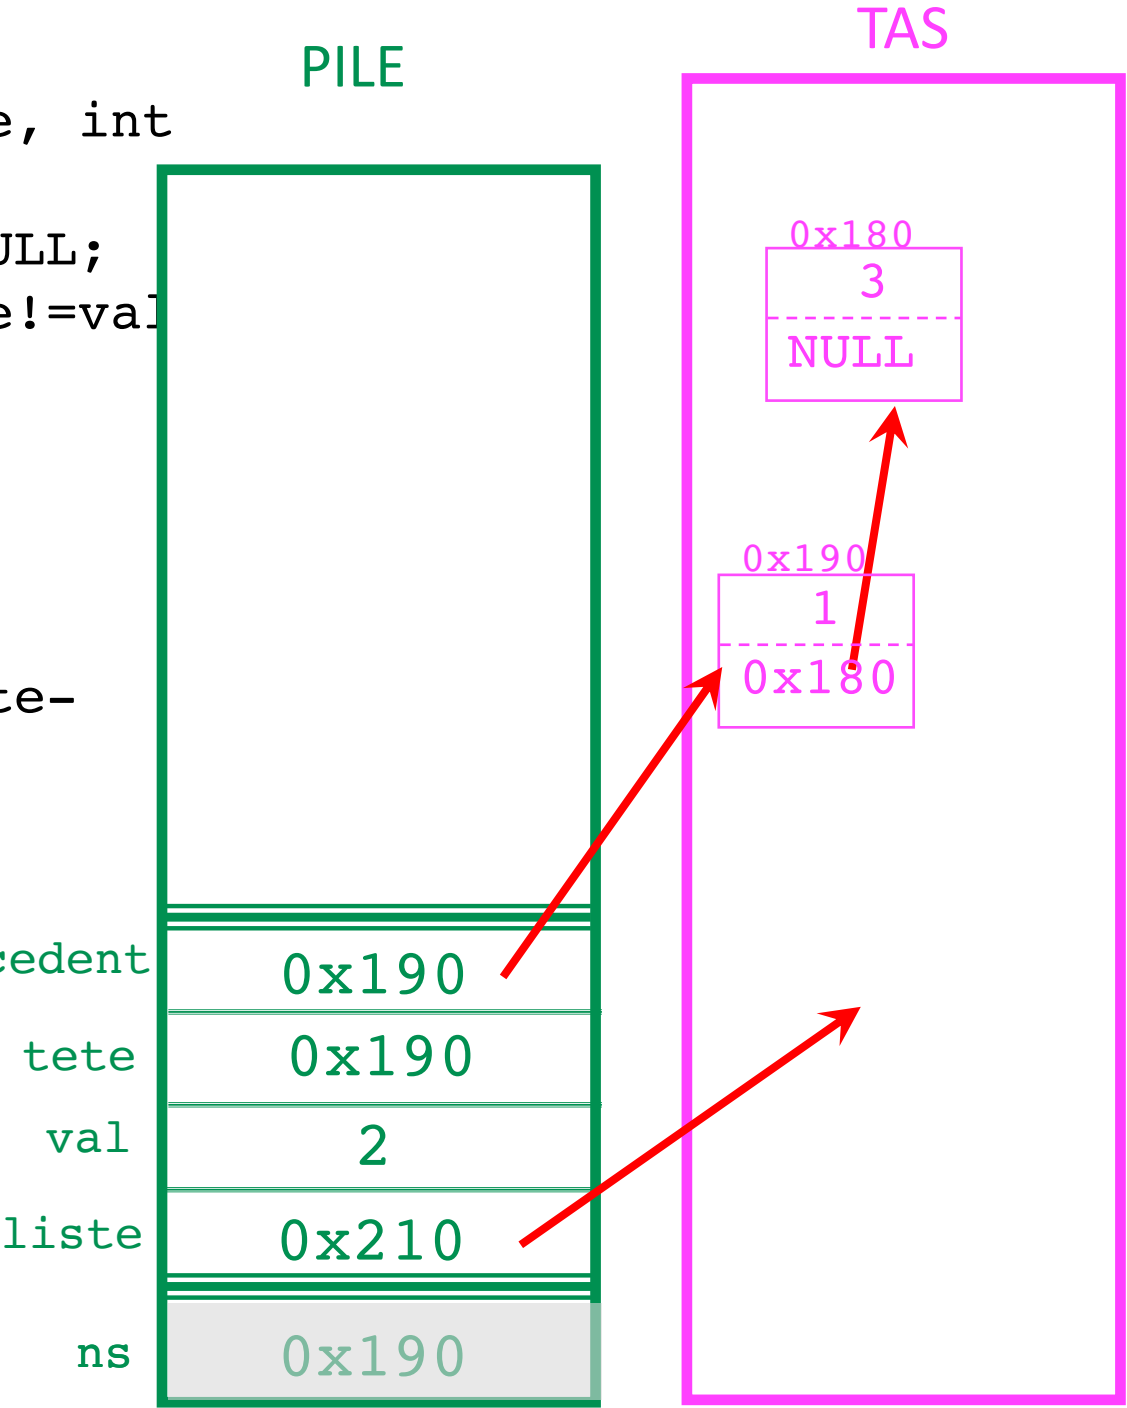 TAS
PILE
e, int
ULL;
e!=val
0x180
3
NULL
0x190
1
0x180
te-
cedent 0x190
tete 0x190
val 2
liste 0x210
ns 0x190